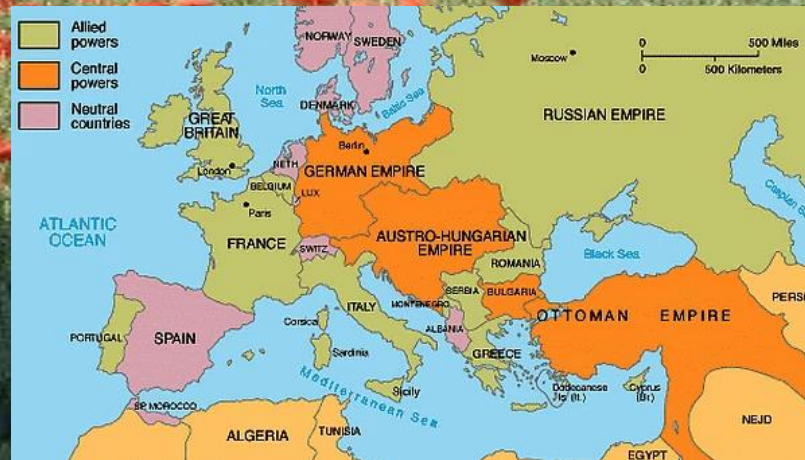 Allied
powers
Central
powers
Neutral
countries
NORWAY
SWEDEN
Moscow
0 500 Miles
0 500 Kilometers
North
Sea
DENMARK
Baltic Sea
RUSSIAN EMPIRE
GREAT
BRITAIN
Berlin
London
NETH
GERMAN EMPIRE
BELGIUM
LUX
Paris
ATLANTIC
OCEAN
FRANCE
SWITZ
AUSTRO-HUNGARIAN
EMPIRE
ROMANIA
Black Sea
Caspian
SERBIA
BULGARIA
MONTENEGRO
ITALY
Corsica
PERS
OTTOMAN EMPIRE
ALBANIA
PORTUGAL
SPAIN
Sardinia
GREECE
Mediterranean Sea
Sicily
Dodecanese
Is (It.)
Cyprus
(Br.)
SP. MOROCCO
ALGERIA
TUNISIA
NEJD
EGYPT